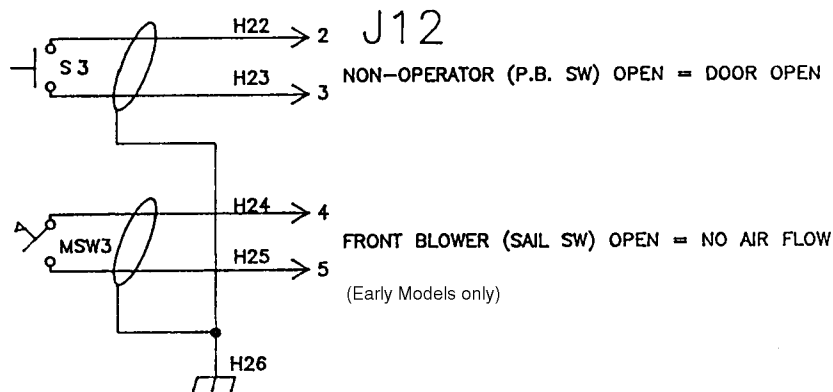 H22
2
J12
S3
H23
3
NON-OPERATOR (P.B. SW) OPEN = DOOR OPEN
H24
4
MSW3
H25
5
FRONT BLOWER (SAIL SW) OPEN = NO AIR FLOW
(Early Models only)
H26